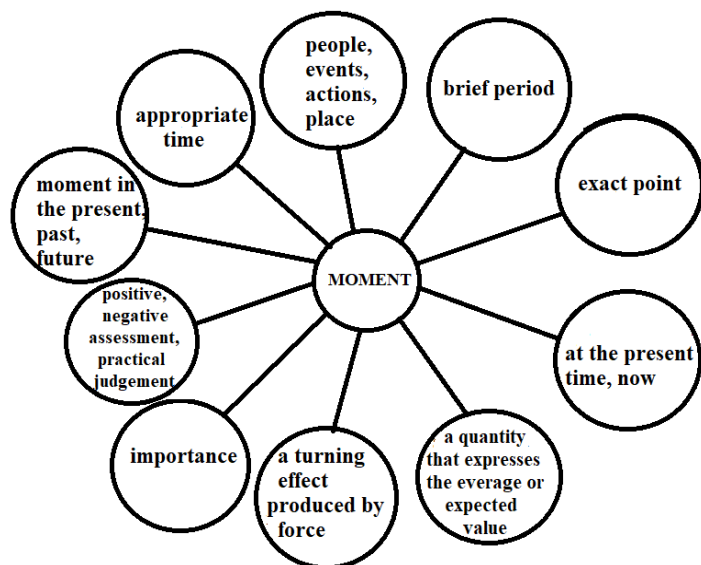 people,
events,
actions,
place
brief period
appropriate
time
exact point
moment in
the present,
past,
future
MOMENT
positive,
negative
assessment,
practical
judgement
at the present
time, now
importance
a turning
effect
produced by
force
a quantity
that expresses
the everage or
expected
value